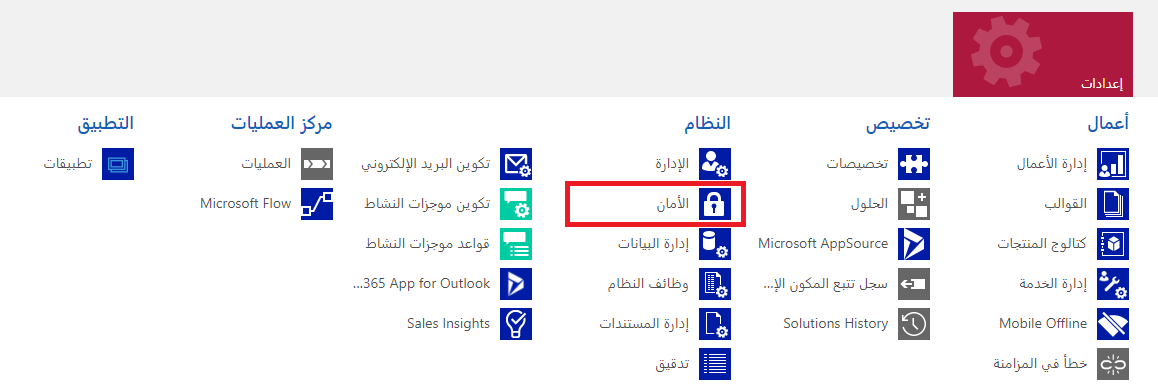 إعدادات
أعمال
إدارة الأعمال
القوالب
كتالوج المنتجات
إدارة الخدمة
Mobile Offline
خطأ في المزامنة
تخصيص
تخصيصات
الحلول
Microsoft AppSource
سجل تتبع المكون الإ...
Solutions History
النظام
الإدارة
الأمان
إدارة البيانات
وظائف النظام
إدارة المستندات
تدقيق
تكوين البريد الإلكتروني
تكوين موجزات النشاط
قواعد موجزات النشاط
...365 App for Outlook
Sales Insights
مركز العمليات
العمليات
Microsoft Flow
التطبيق
تطبيقات